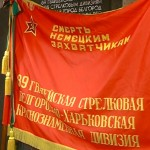 СМЕРТЬ
НЕМЕЦКИМ
ЗАХВАТЧИКАМ
89 ГВАРДЕЙСКАЯ СТРЕЛКОВАЯ
БЕЛГОРОДСКО-ХАРЬКОВСКАЯ
КРАСНОЗНАМЕННАЯ ДИВИЗИЯ